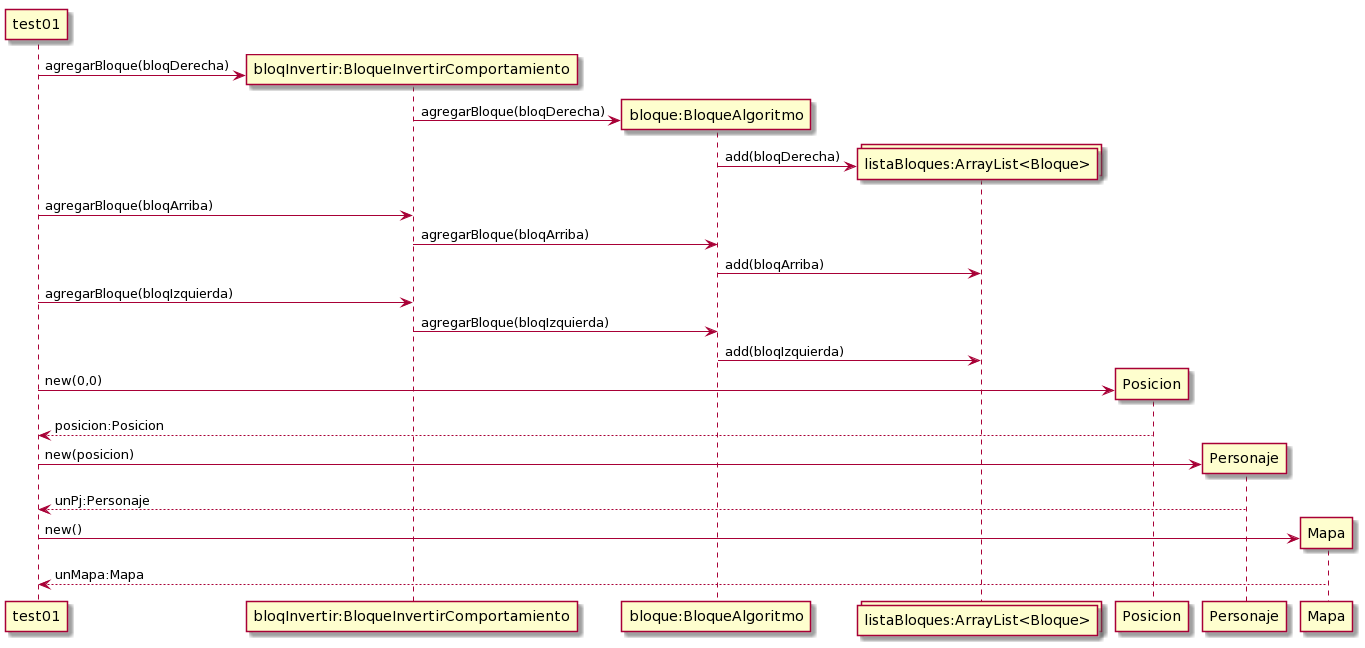 test01
agregarBloque(bloqDerecha)
bloqInvertir:BloqueInvertirComportamiento
agregarBloque(bloqDerecha)
bloque:BloqueAlgoritmo
add(bloqDerecha)
listaBloques:ArrayList<Bloque>
agregarBloque(bloqArriba)
agregarBloque(bloqArriba)
add(bloqArriba)
agregarBloque(bloqIzquierda)
agregarBloque(bloqIzquierda)
add(bloqIzquierda)
new(0,0)
Posicion
posicion:Posicion
new(posicion)
Personaje
unPj:Personaje
new()
Mapa
unMapa:Mapa
test01
bloqInvertir:BloqueInvertirComportamiento
bloque:BloqueAlgoritmo
listaBloques:ArrayList<Bloque>
Posicion
Personaje
Mapa